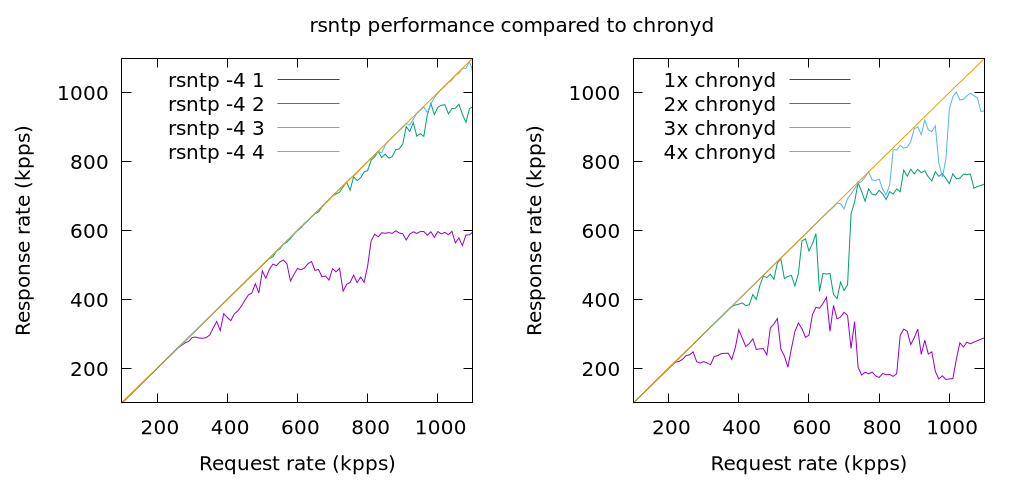 rsntp performance compared to chronyd
rsntp -4 1
rsntp -4 2
rsntp -4 3
rsntp -4 4
1000
800
600
400
200
200 400 600 800 1000
Response rate (kpps)
Request rate (kpps)
1x chronyd
2x chronyd
3x chronyd
4x chronyd
1000
800
600
400
200
200 400 600 800 1000
Response rate (kpps)
Request rate (kpps)